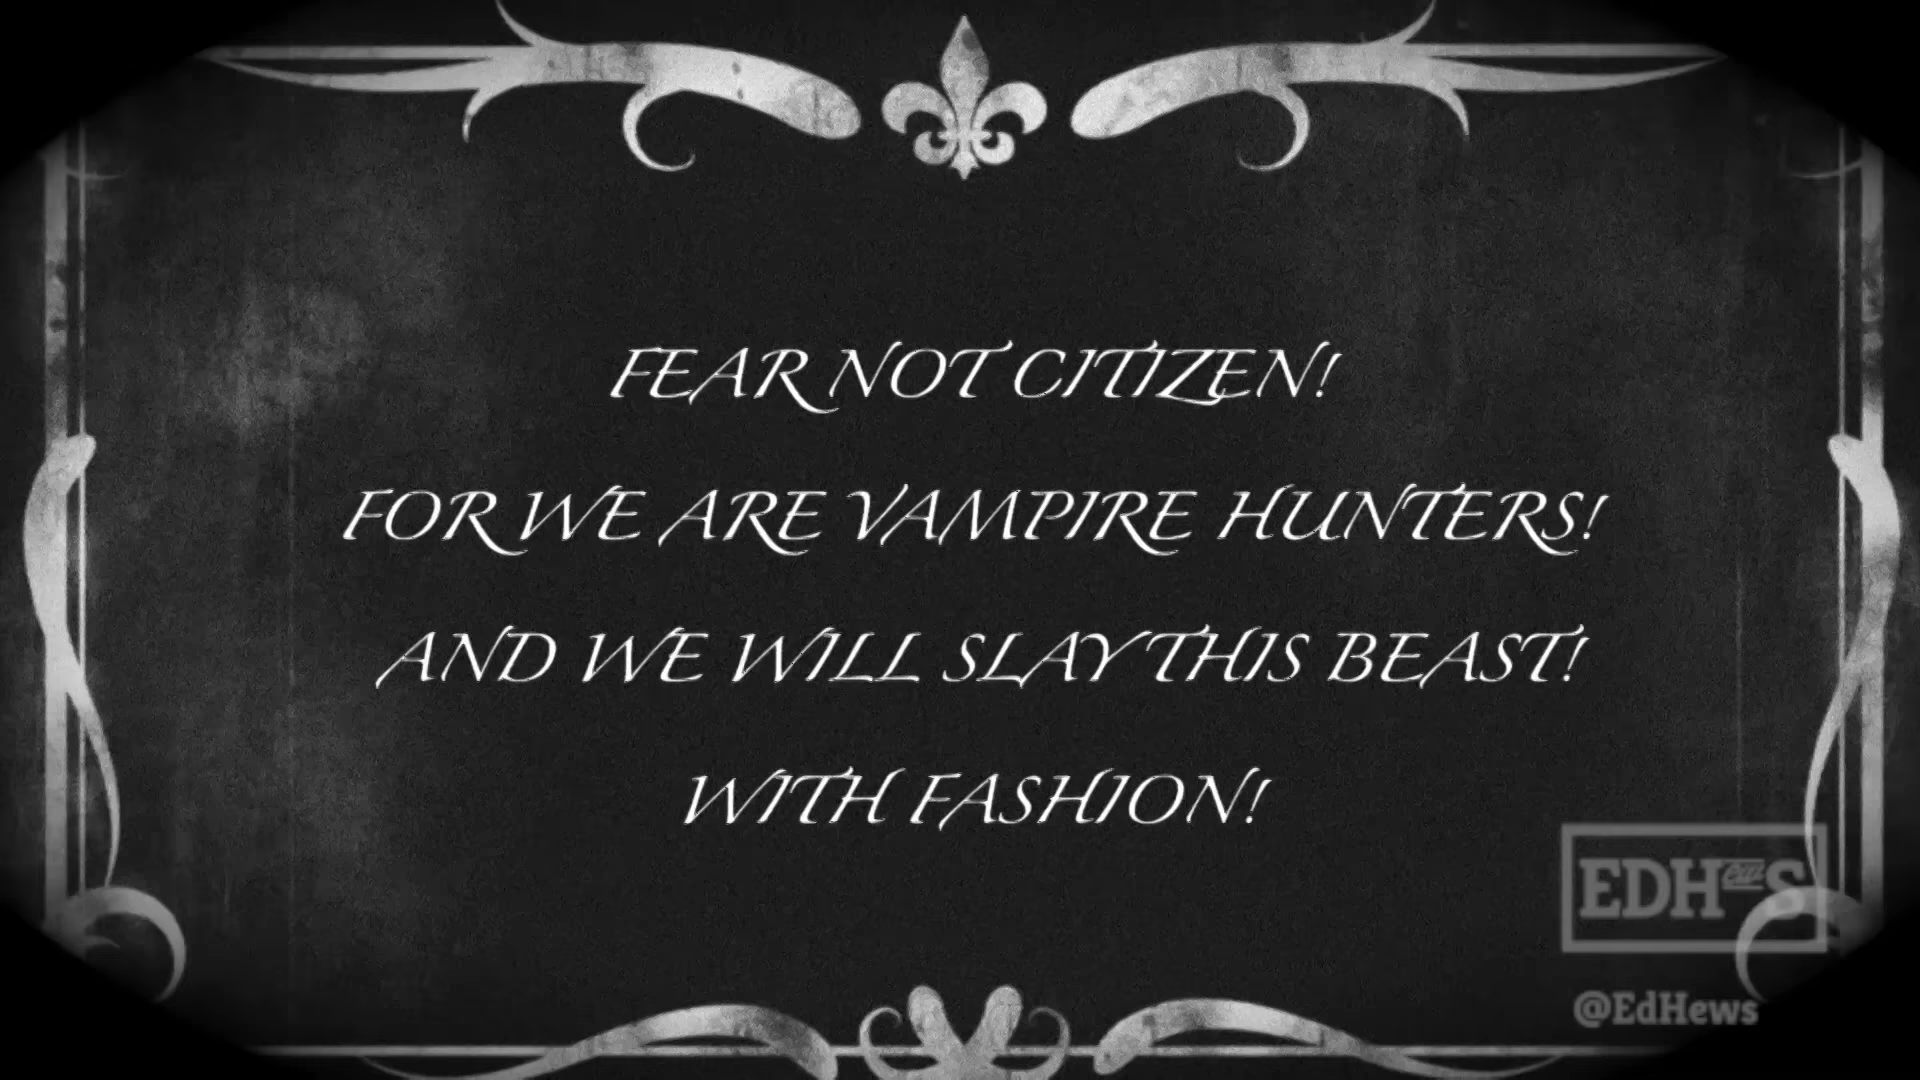 FEAR NOT CITIZEN!
FOR WE ARE VAMPIRE HUNTERS!
AND WE WILL SLAY THIS BEAST!
WITH FASHION!
EDHewS
@EdHews